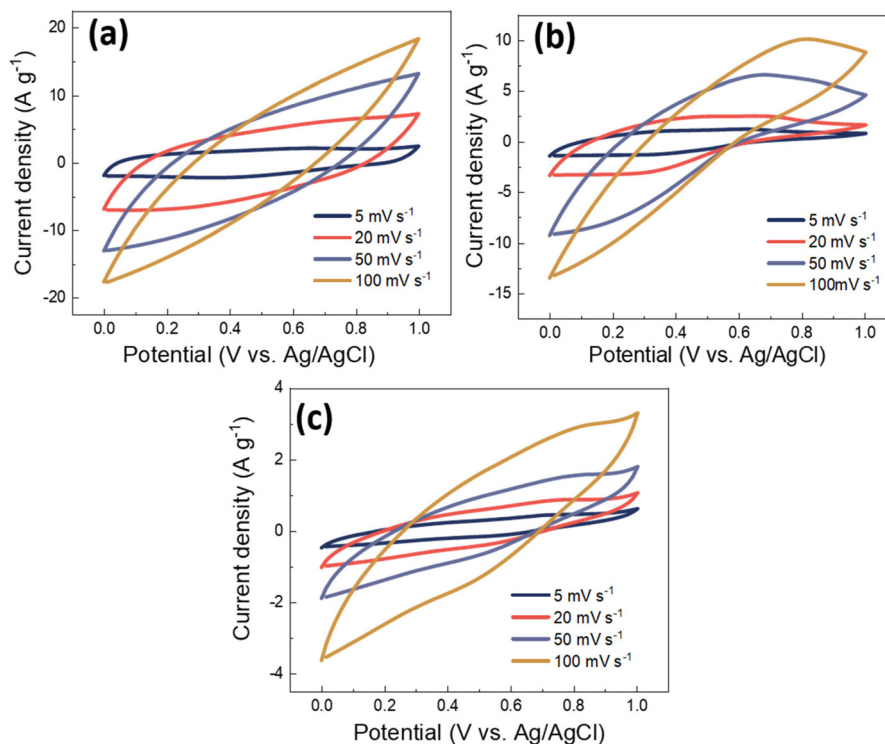 (a)
Current density (A g⁻¹)
20
10
0
-10
-20
5 mV s⁻¹
20 mV s⁻¹
50 mV s⁻¹
100 mV s⁻¹
0.0 0.2 0.4 0.6 0.8 1.0
Potential (V vs. Ag/AgCl)
(b)
Current density (A g⁻¹)
10
5
0
-5
-10
-15
5 mV s⁻¹
20 mV s⁻¹
50 mV s⁻¹
100mV s⁻¹
0.0 0.2 0.4 0.6 0.8 1.0
Potential (V vs. Ag/AgCl)
(c)
Current density (A g⁻¹)
4
2
0
-2
-4
5 mV s⁻¹
20 mV s⁻¹
50 mV s⁻¹
100 mV s⁻¹
0.0 0.2 0.4 0.6 0.8 1.0
Potential (V vs. Ag/AgCl)